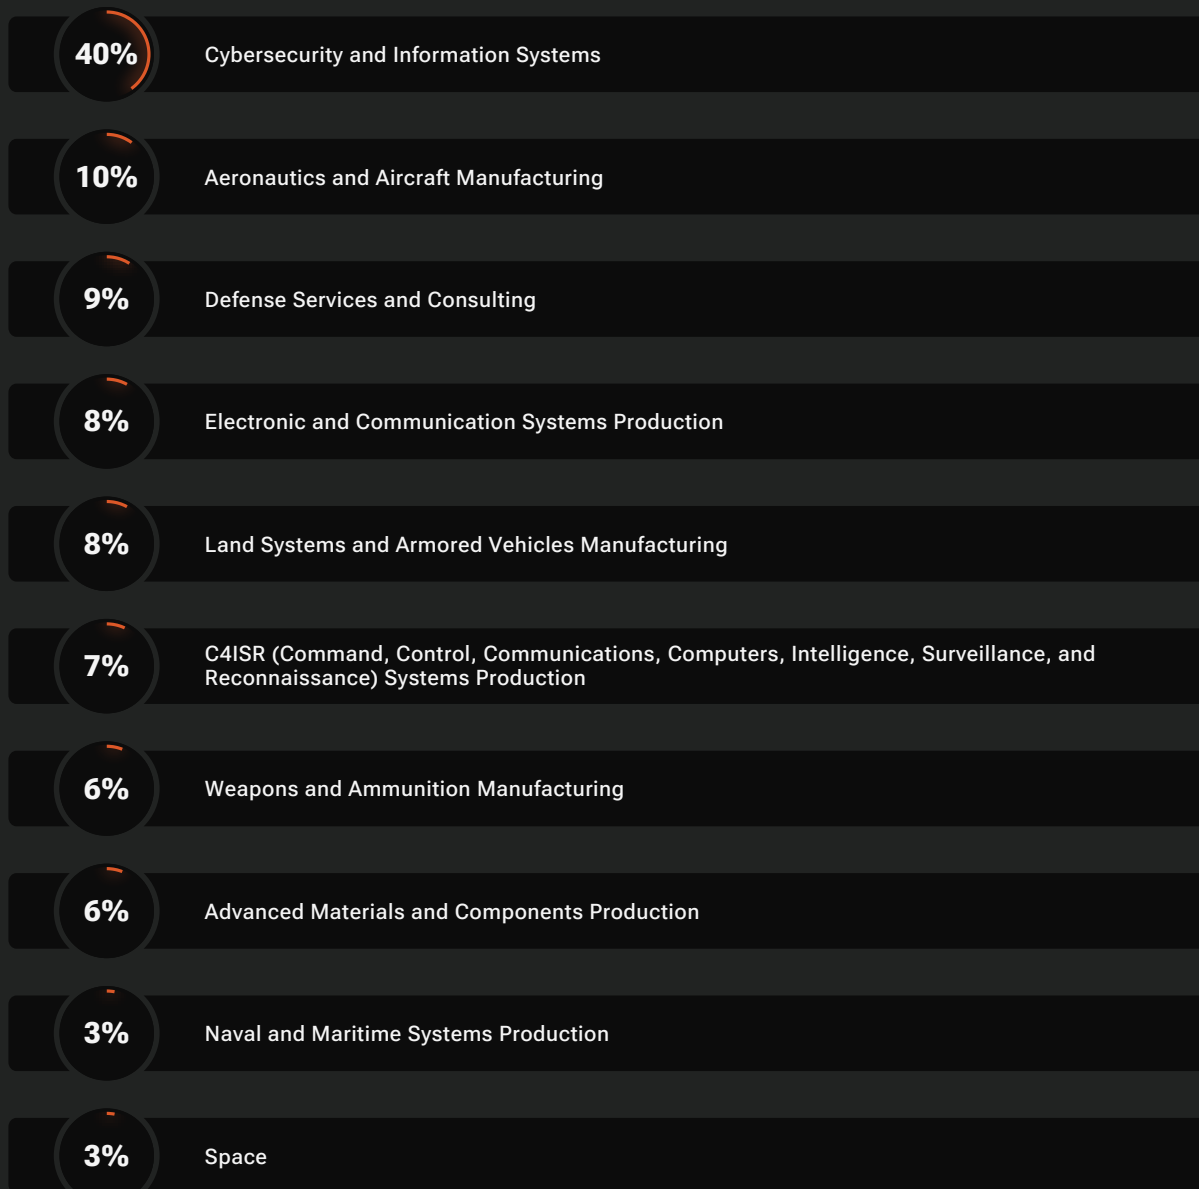 40% Cybersecurity and Information Systems
10% Aeronautics and Aircraft Manufacturing
9% Defense Services and Consulting
8% Electronic and Communication Systems Production
8% Land Systems and Armored Vehicles Manufacturing
7% C4ISR (Command, Control, Communications, Computers, Intelligence, Surveillance, and
Reconnaissance) Systems Production
6% Weapons and Ammunition Manufacturing
6% Advanced Materials and Components Production
3% Naval and Maritime Systems Production
3% Space